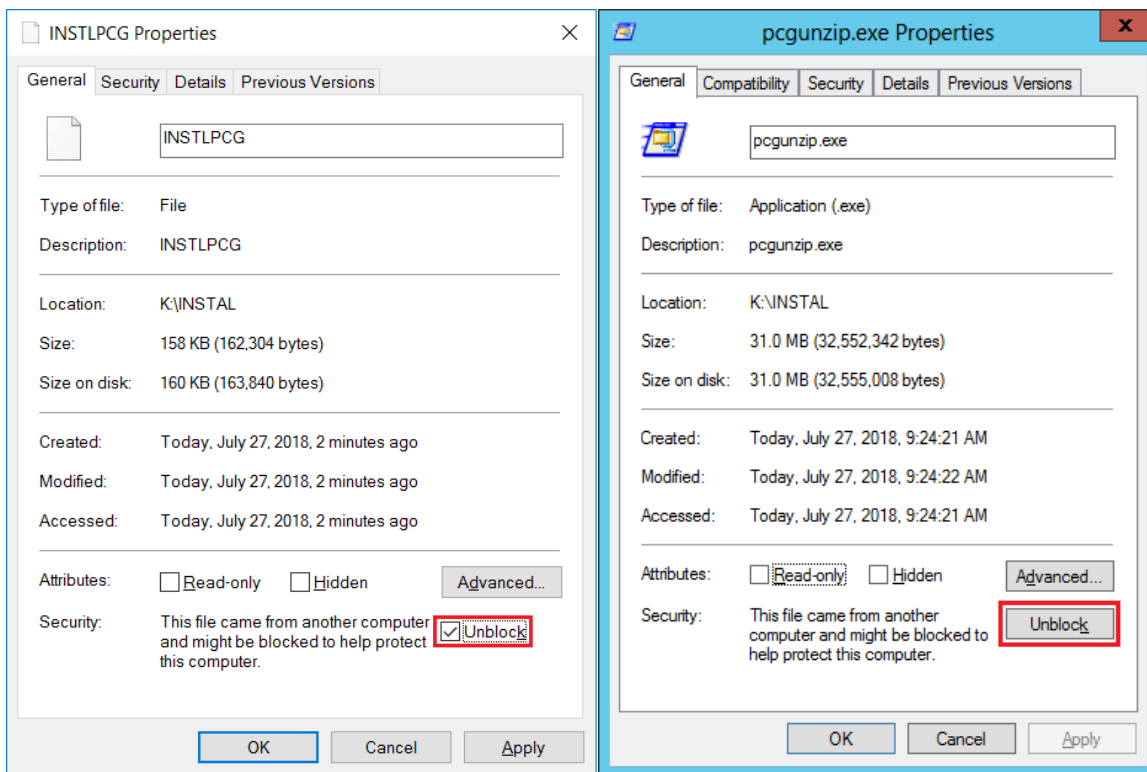 INSTLPCG Properties
General Security Details Previous Versions
INSTLPCG
Type of file: File
Description: INSTLPCG
Location: K:\INSTAL
Size: 158 KB (162,304 bytes)
Size on disk: 160 KB (163,840 bytes)
Created: Today, July 27, 2018, 2 minutes ago
Modified: Today, July 27, 2018, 2 minutes ago
Accessed: Today, July 27, 2018, 2 minutes ago
Attributes: Read-only Hidden Advanced...
Security: This file came from another computer
and might be blocked to help protect
this computer.
Unblock
OK Cancel Apply
pcgunzip.exe Properties
General Compatibility Security Details Previous Versions
pcgunzip.exe
Type of file: Application (.exe)
Description: pcgunzip.exe
Location: K:\INSTAL
Size: 31.0 MB (32,552,342 bytes)
Size on disk: 31.0 MB (32,555,008 bytes)
Created: Today, July 27, 2018, 9:24:21 AM
Modified: Today, July 27, 2018, 9:24:22 AM
Accessed: Today, July 27, 2018, 9:24:21 AM
Attributes: Read-only Hidden Advanced...
Security: This file came from another
computer and might be blocked to
help protect this computer.
Unblock
OK Cancel Apply